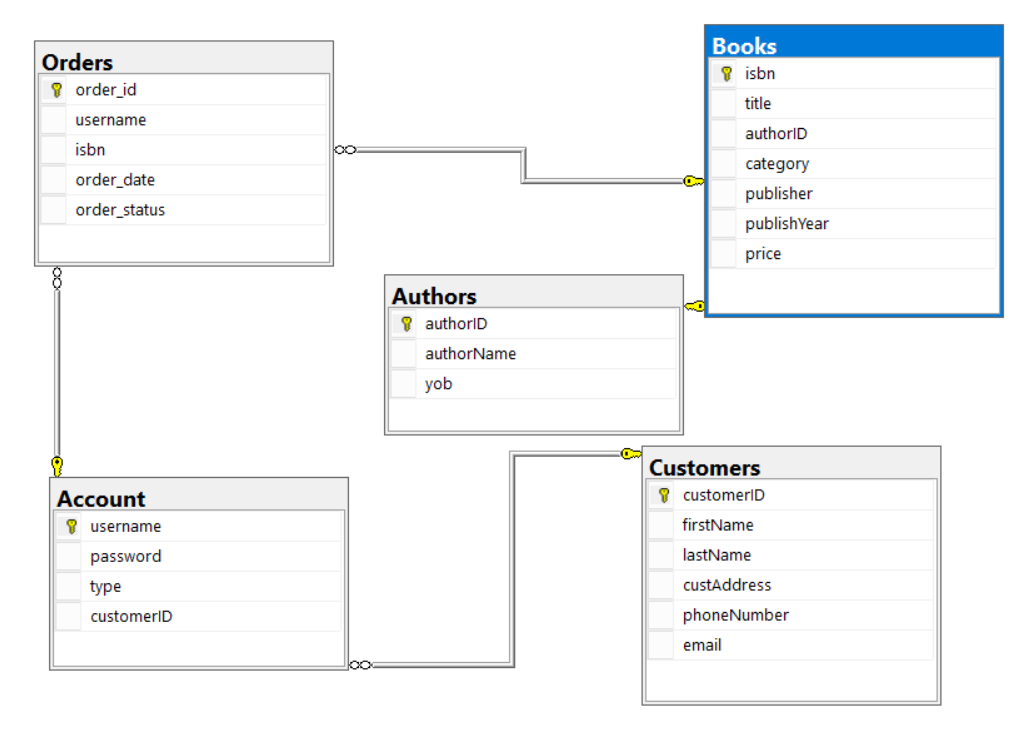 Orders
order_id
username
isbn
order_date
order_status
Books
isbn
title
authorID
category
publisher
publishYear
price
Authors
authorID
authorName
yob
Account
username
password
type
customerID
Customers
customerID
firstName
lastName
custAddress
phoneNumber
email